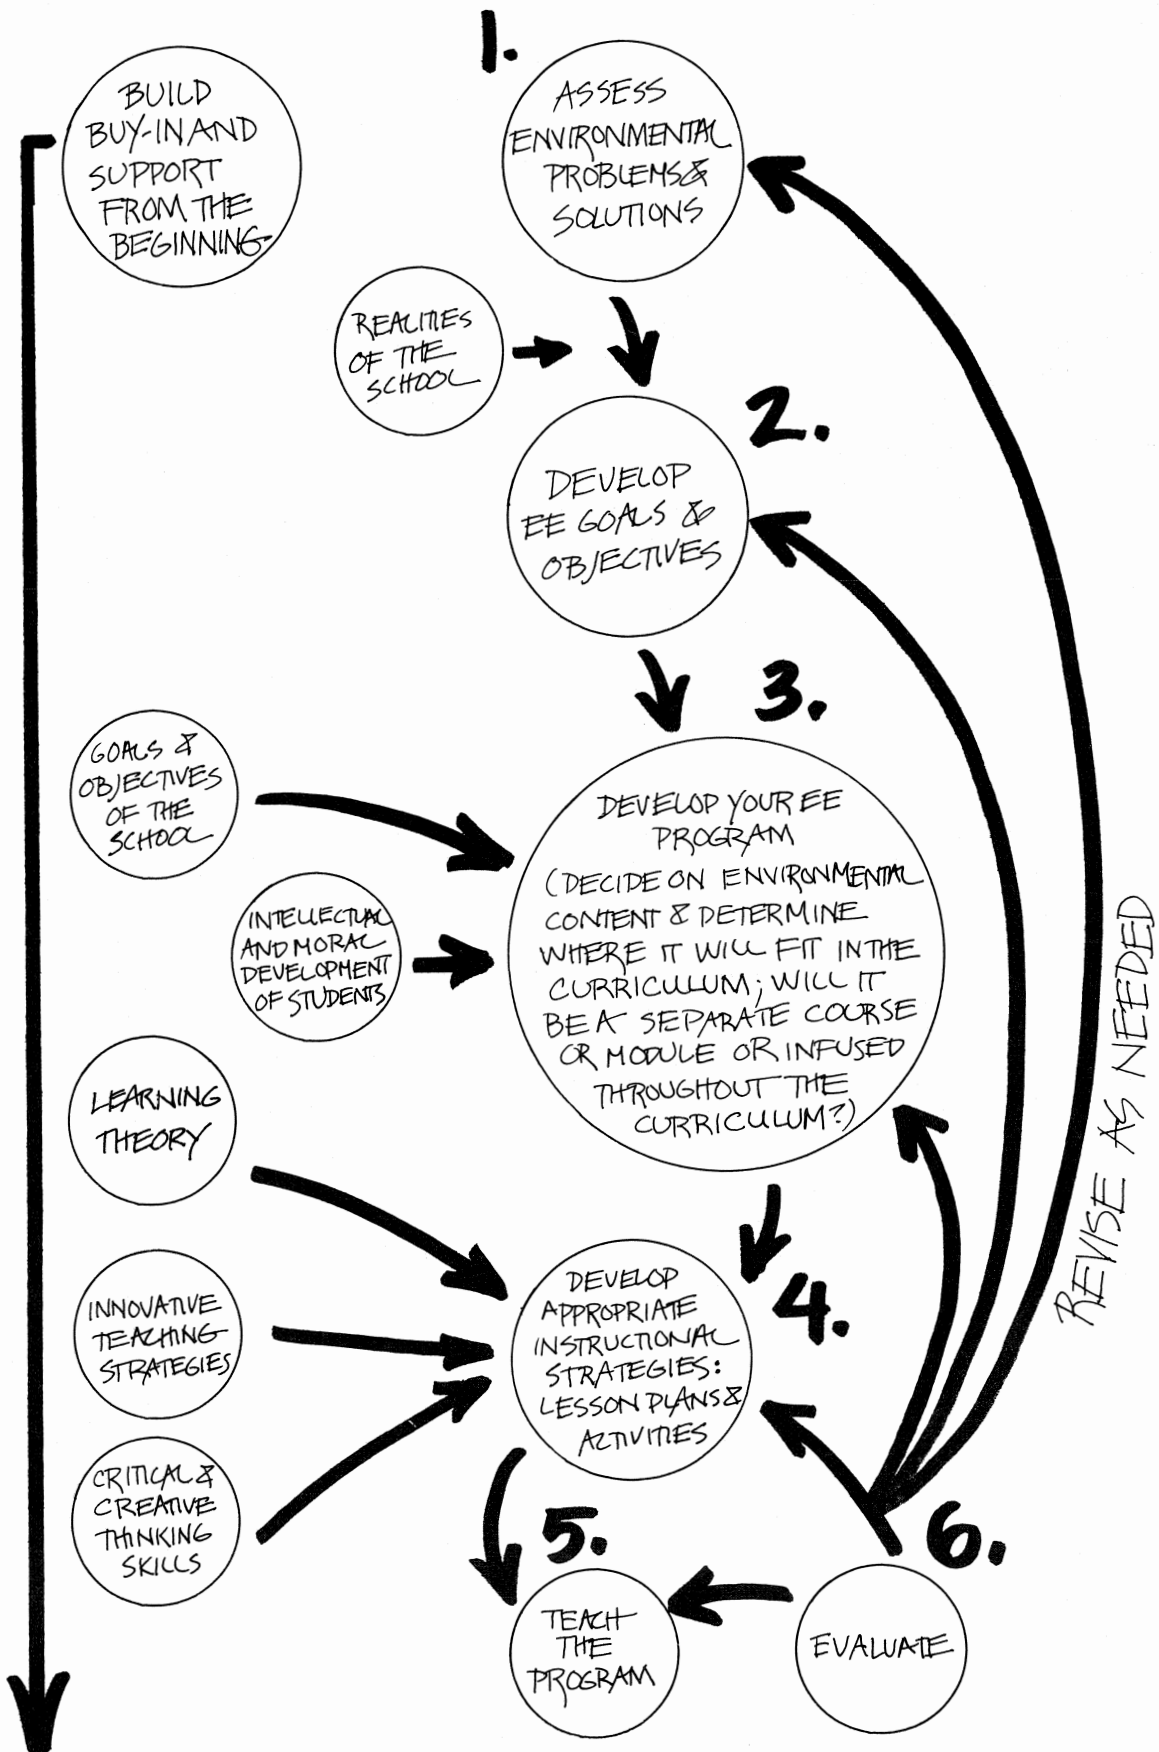 1.
BUILD
BUY-IN AND
SUPPORT
FROM THE
BEGINNING
ASSESS
ENVIRONMENTAL
PROBLEMS &
SOLUTIONS
REALITIES
OF THE
SCHOOL
2.
DEVELOP
EE GOALS &
OBJECTIVES
3.
GOALS &
OBJECTIVES
OF THE
SCHOOL
DEVELOP YOUR EE
PROGRAM
(DECIDE ON ENVIRONMENTAL
CONTENT & DETERMINE
WHERE IT WILL FIT IN THE
CURRICULUM; WILL IT
BE A SEPARATE COURSE
OR MODULE OR INFUSED
THROUGHOUT THE
CURRICULUM?)
INTELLECTUAL
AND MORAL
DEVELOPMENT
OF STUDENTS
LEARNING
THEORY
REVISE AS NEEDED
4.
INNOVATIVE
TEACHING
STRATEGIES
DEVELOP
APPROPRIATE
INSTRUCTIONAL
STRATEGIES:
LESSON PLANS &
ACTIVITIES
CRITICAL &
CREATIVE
THINKING
SKILLS
5.
TEACH
THE
PROGRAM
6.
EVALUATE